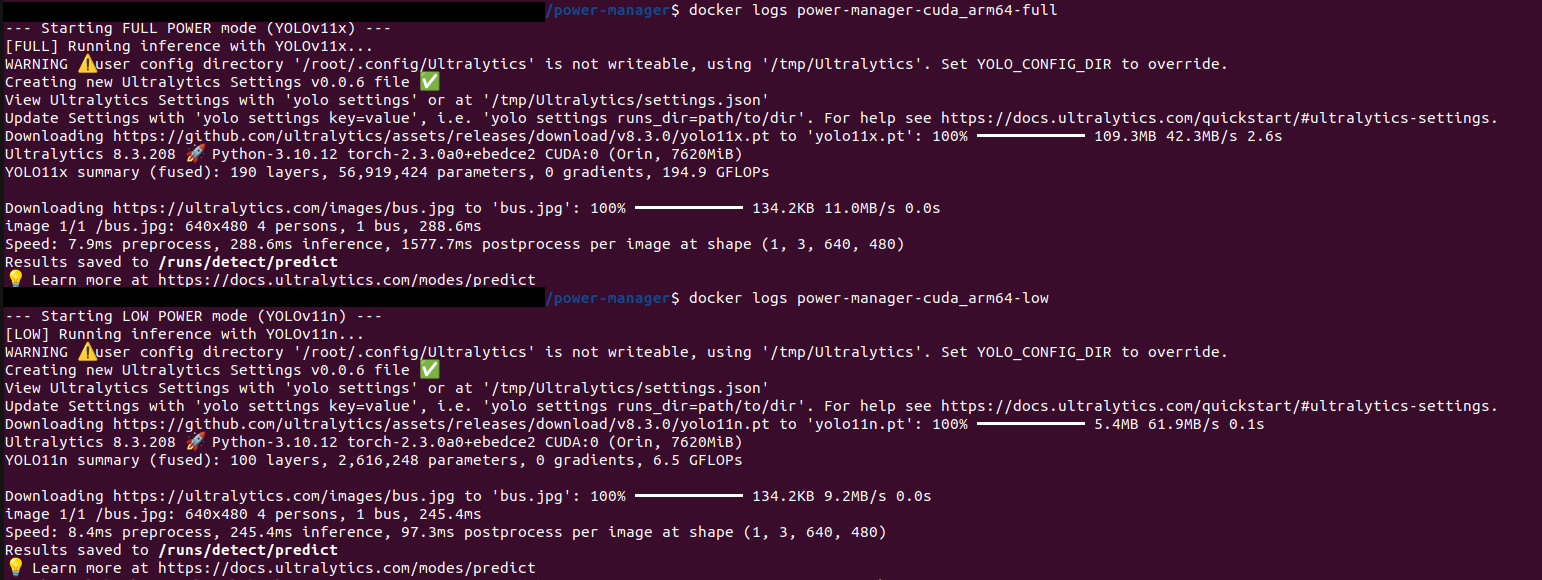 /power-manager$ docker logs power-manager-cuda_arm64-full
--- Starting FULL POWER mode (YOLOv11x) ---
[FULL] Running inference with YOLOv11x...
WARNING ⚠️user config directory '/root/.config/Ultralytics' is not writeable, using '/tmp/Ultralytics'. Set YOLO_CONFIG_DIR to override.
Creating new Ultralytics Settings v0.0.6 file ✅
View Ultralytics Settings with 'yolo settings' or at '/tmp/Ultralytics/settings.json'
Update Settings with 'yolo settings key=value', i.e. 'yolo settings runs_dir=path/to/dir'. For help see https://docs.ultralytics.com/quickstart/#ultralytics-settings.
Downloading https://github.com/ultralytics/assets/releases/download/v8.3.0/yolo11x.pt to 'yolo11x.pt': 100% ━━━━━━━━━━━━ 109.3MB 42.3MB/s 2.6s
Ultralytics 8.3.208 🚀 Python-3.10.12 torch-2.3.0a0+ebedce2 CUDA:0 (Orin, 7620MiB)
YOLO11x summary (fused): 190 layers, 56,919,424 parameters, 0 gradients, 194.9 GFLOPs
Downloading https://ultralytics.com/images/bus.jpg to 'bus.jpg': 100% ━━━━━━━━━━━━ 134.2KB 11.0MB/s 0.0s
image 1/1 /bus.jpg: 640x480 4 persons, 1 bus, 288.6ms
Speed: 7.9ms preprocess, 288.6ms inference, 1577.7ms postprocess per image at shape (1, 3, 640, 480)
Results saved to /runs/detect/predict
💡 Learn more at https://docs.ultralytics.com/modes/predict
/power-manager$ docker logs power-manager-cuda_arm64-low
--- Starting LOW POWER mode (YOLOv11n) ---
[LOW] Running inference with YOLOv11n...
WARNING ⚠️user config directory '/root/.config/Ultralytics' is not writeable, using '/tmp/Ultralytics'. Set YOLO_CONFIG_DIR to override.
Creating new Ultralytics Settings v0.0.6 file ✅
View Ultralytics Settings with 'yolo settings' or at '/tmp/Ultralytics/settings.json'
Update Settings with 'yolo settings key=value', i.e. 'yolo settings runs_dir=path/to/dir'. For help see https://docs.ultralytics.com/quickstart/#ultralytics-settings.
Downloading https://github.com/ultralytics/assets/releases/download/v8.3.0/yolo11n.pt to 'yolo11n.pt': 100% ━━━━━━━━━━━━ 5.4MB 61.9MB/s 0.1s
Ultralytics 8.3.208 🚀 Python-3.10.12 torch-2.3.0a0+ebedce2 CUDA:0 (Orin, 7620MiB)
YOLO11n summary (fused): 100 layers, 2,616,248 parameters, 0 gradients, 6.5 GFLOPs
Downloading https://ultralytics.com/images/bus.jpg to 'bus.jpg': 100% ━━━━━━━━━━━━ 134.2KB 9.2MB/s 0.0s
image 1/1 /bus.jpg: 640x480 4 persons, 1 bus, 245.4ms
Speed: 8.4ms preprocess, 245.4ms inference, 97.3ms postprocess per image at shape (1, 3, 640, 480)
Results saved to /runs/detect/predict
💡 Learn more at https://docs.ultralytics.com/modes/predict